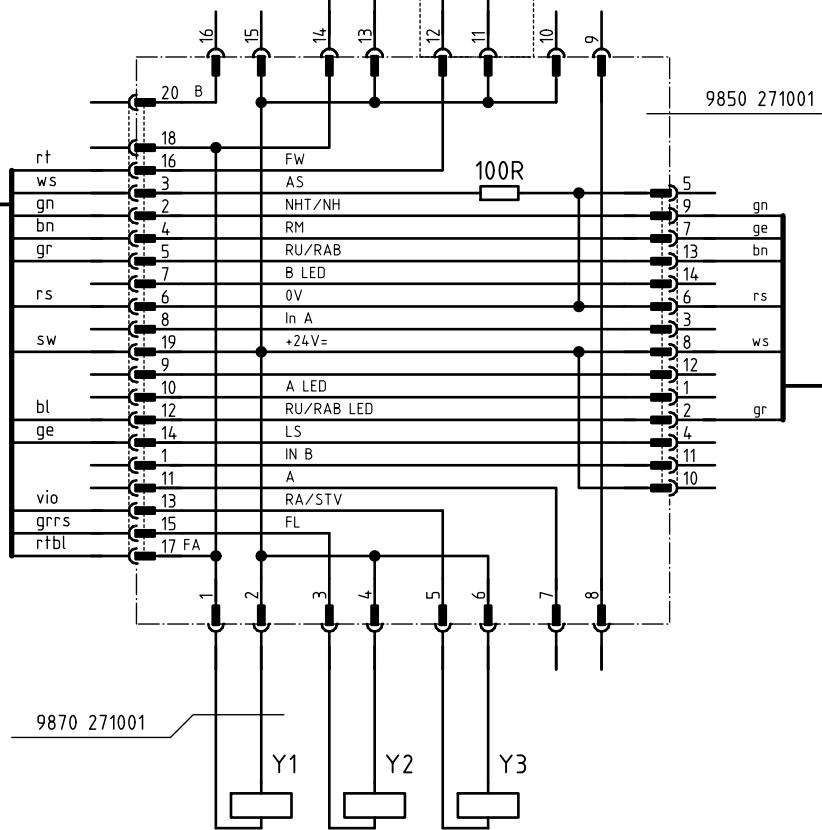 16 15 14 13 12 11 10 9
20 B
9850 271001
18
rt 16 FW
ws 3 AS 100R 5
gn 2 NHT/NH 9 gn
bn 4 RM 7 ge
gr 5 RU/RAB 13 bn
7 B LED 14
rs 6 0V 6 rs
8 In A 3
sw 19 +24V= 8 ws
9 12
10 A LED 1
bl 12 RU/RAB LED 2 gr
ge 14 LS 4
1 IN B 11
11 A 10
vio 13 RA/STV
grrs 15 FL
rtbl 17 FA
1 2 3 4 5 6 7 8
9870 271001
Y1 Y2 Y3